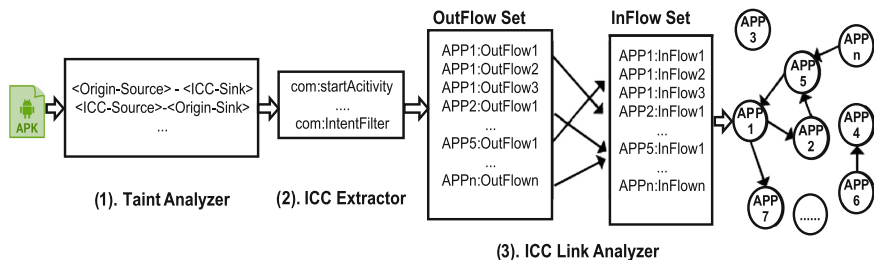 OutFlow Set
InFlow Set
APK
<Origin-Source> - <ICC-Sink>
<ICC-Source>-<Origin-Sink>
...
(1). Taint Analyzer
com:startAcitivity
....
com:IntentFilter
(2). ICC Extractor
APP1:OutFlow1
APP1:OutFlow2
APP1:OutFlow3
APP2:OutFlow1
...
APP5:OutFlow1
...
APPn:OutFlown
APP1:InFlow1
APP1:InFlow2
APP1:InFlow3
APP2:InFlow1
...
APP5:InFlow1
...
APPn:InFlown
(3). ICC Link Analyzer
APP
3
APP
n
APP
5
APP
1
APP
2
APP
4
APP
7
......
APP
6